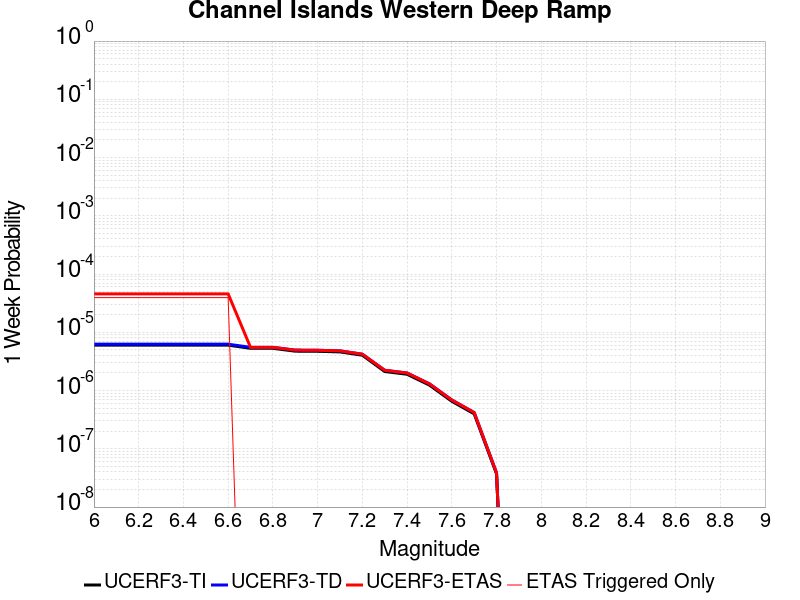 Channel Islands Western Deep Ramp
1 Week Probability
10^0
10^-1
10^-2
10^-3
10^-4
10^-5
10^-6
10^-7
10^-8
6 6.2 6.4 6.6 6.8 7 7.2 7.4 7.6 7.8 8 8.2 8.4 8.6 8.8 9
Magnitude
UCERF3-TI UCERF3-TD UCERF3-ETAS ETAS Triggered Only